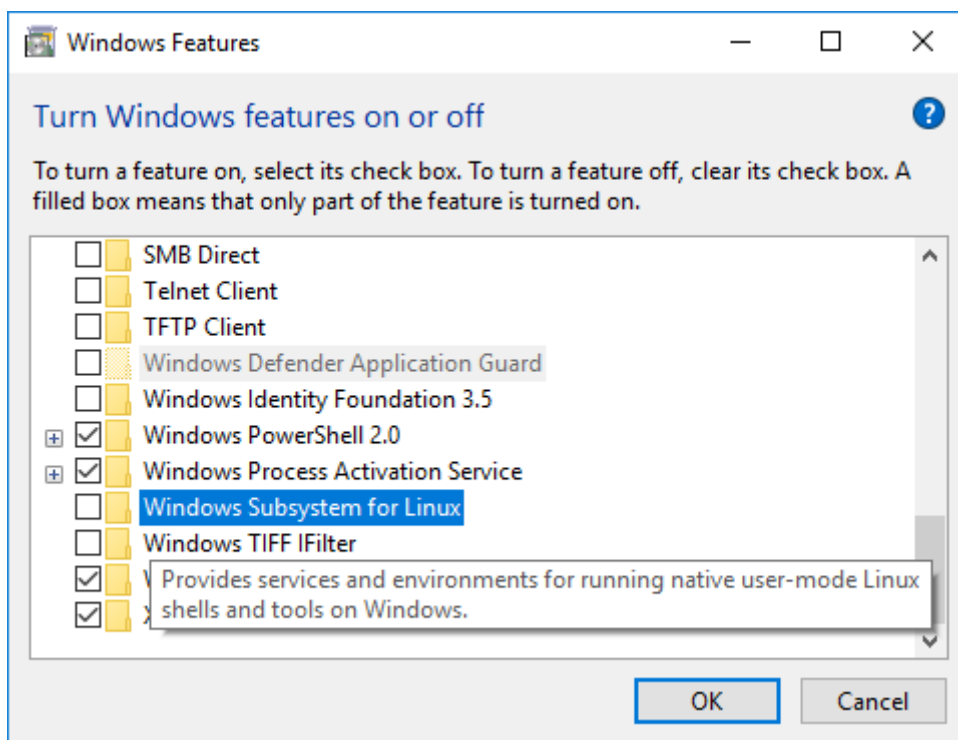 Windows Features
Turn Windows features on or off
?
To turn a feature on, select its check box. To turn a feature off, clear its check box. A
filled box means that only part of the feature is turned on.
SMB Direct
Telnet Client
TFTP Client
Windows Defender Application Guard
Windows Identity Foundation 3.5
Windows PowerShell 2.0
Windows Process Activation Service
Windows Subsystem for Linux
Windows TIFF IFilter
Provides services and environments for running native user-mode Linux
shells and tools on Windows.
OK Cancel